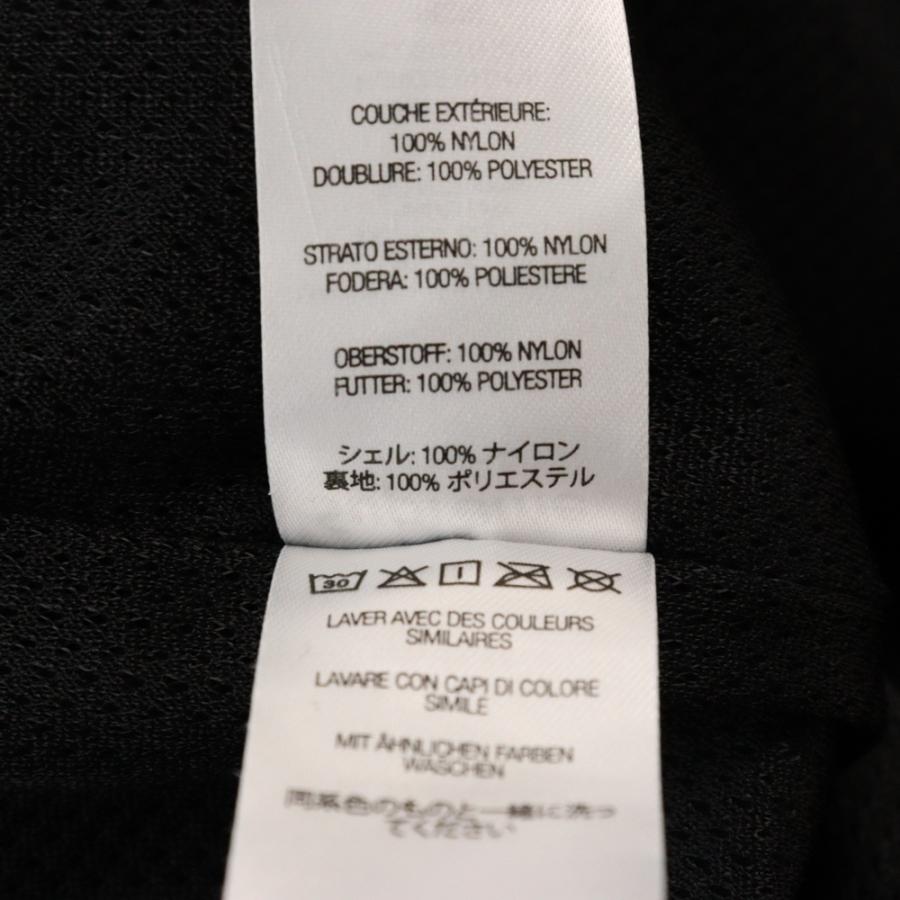 COUCHE EXTÉRIEURE:
100% NYLON
DOUBLURE: 100% POLYESTER
STRATO ESTERNO: 100% NYLON
FODERA: 100% POLIESTERE
OBERSTOFF: 100% NYLON
FUTTER: 100% POLYESTER
シェル: 100% ナイロン
裏地: 100% ポリエステル
30
LAVER AVEC DES COULEURS
SIMILAIRES
LAVARE CON CAPI DI COLORE
SIMILE
MIT ÄHNLICHEN FARBEN
WASCHEN
同系色のものと一緒に洗っ
てください